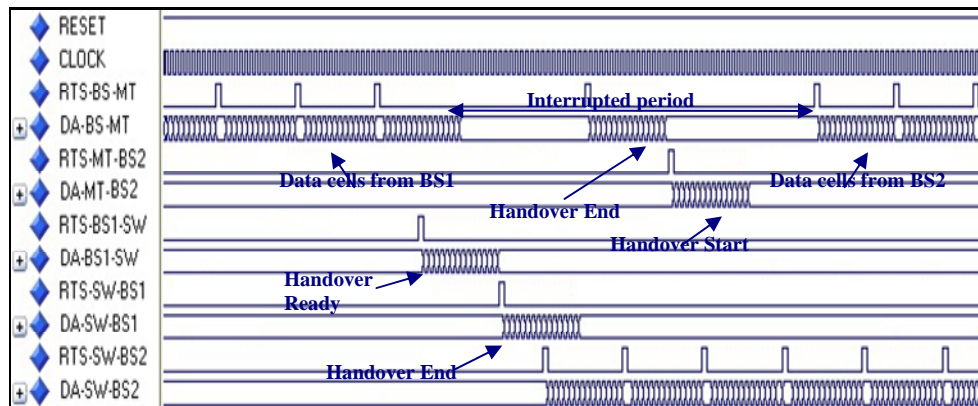 RESET
CLOCK
RTS-BS-MT
Interrupted period
DA-BS-MT
RTS-MT-BS2
Data cells from BS1
Data cells from BS2
DA-MT-BS2
Handover End
RTS-BS1-SW
Handover Start
DA-BS1-SW
Handover
Ready
RTS-SW-BS1
DA-SW-BS1
RTS-SW-BS2
Handover End
DA-SW-BS2